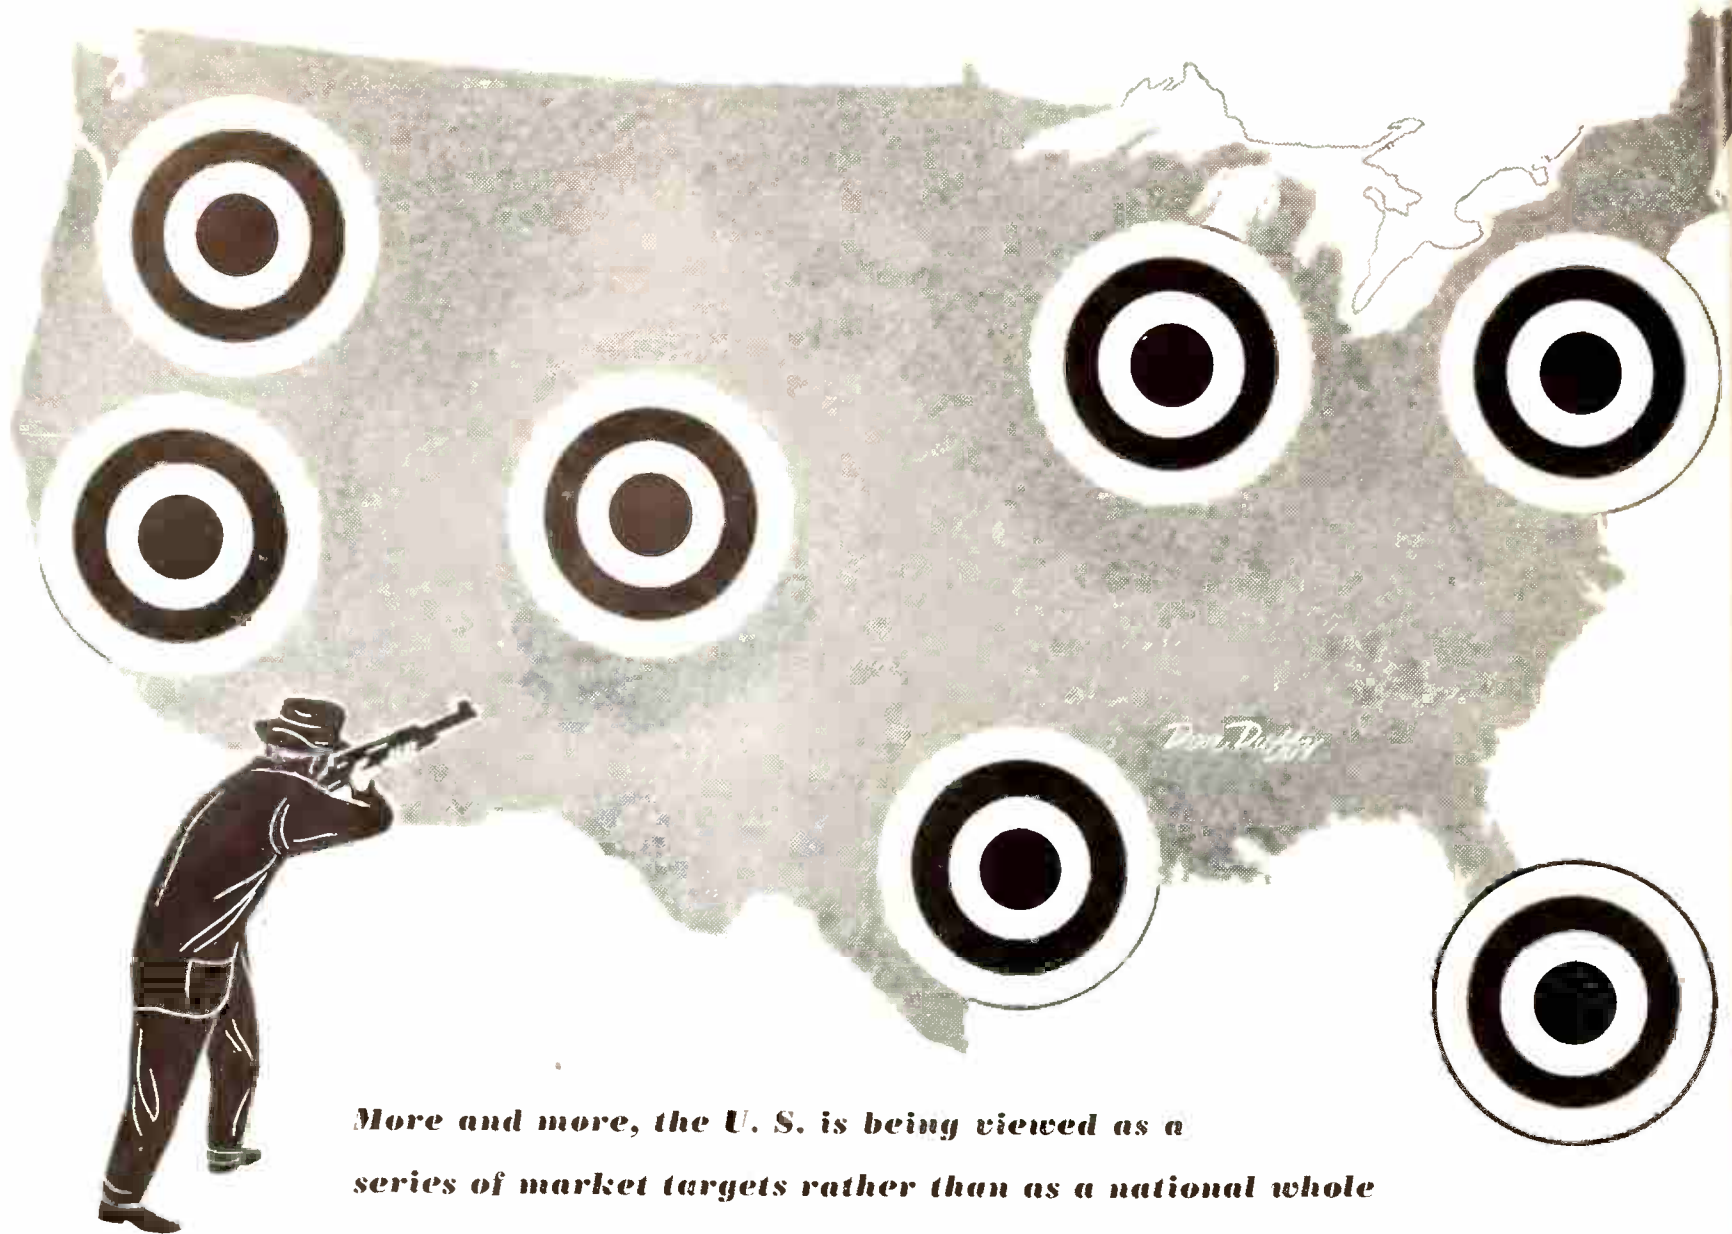 More and more, the U. S. is being viewed as a
series of market targets rather than as a national whole